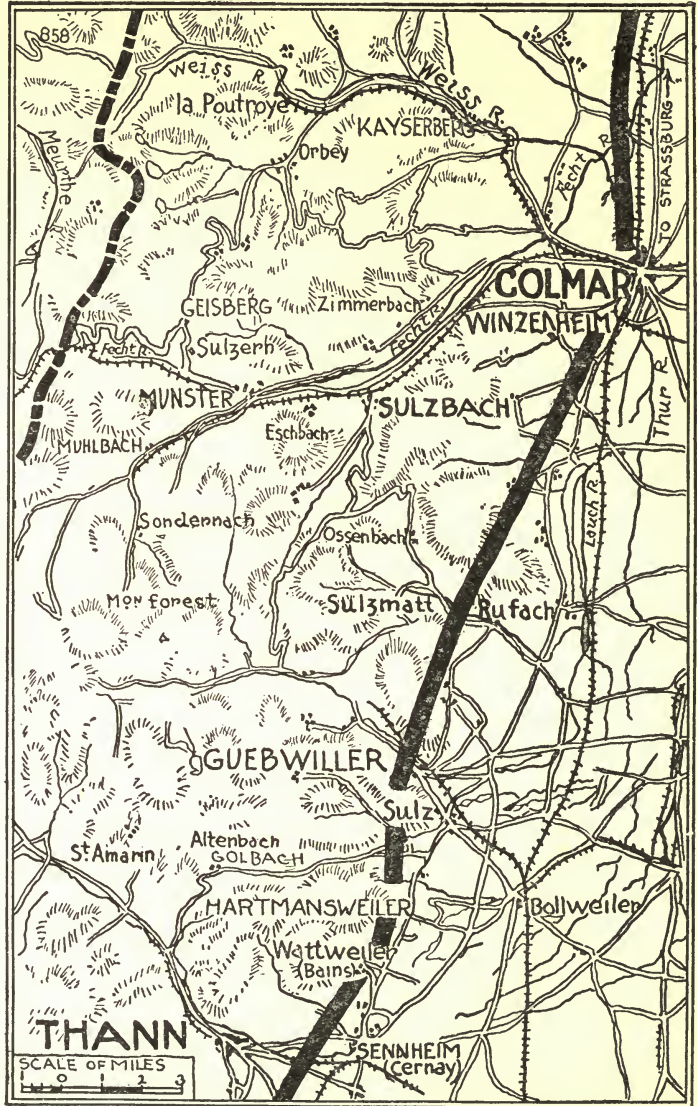 858
Weiss R.
la Poutroye
Weiss R.
KAYSERBERG
Orbey
Meurthe
Fecht R.
TO STRASSBURG
COLMAR
GEISBERG
Zimmerbach
Fecht R.
WINZENHEIM
Fecht R.
Sulzern
Thur R.
MUNSTER
SULZBACH
MUHLBACH
Eschbach
Lauch R.
Sondernach
Ossenbach
Mon forest
Sulzmatt
Rufach
GUEBWILLER
Sulz
St Amarin
Altenbach
GOLBACH
HARTMANSWEILER
Bollweiler
Wattweiler
(Bains)
THANN
SENNHEIM
(Cernay)
SCALE OF MILES
1 0 1 2 3